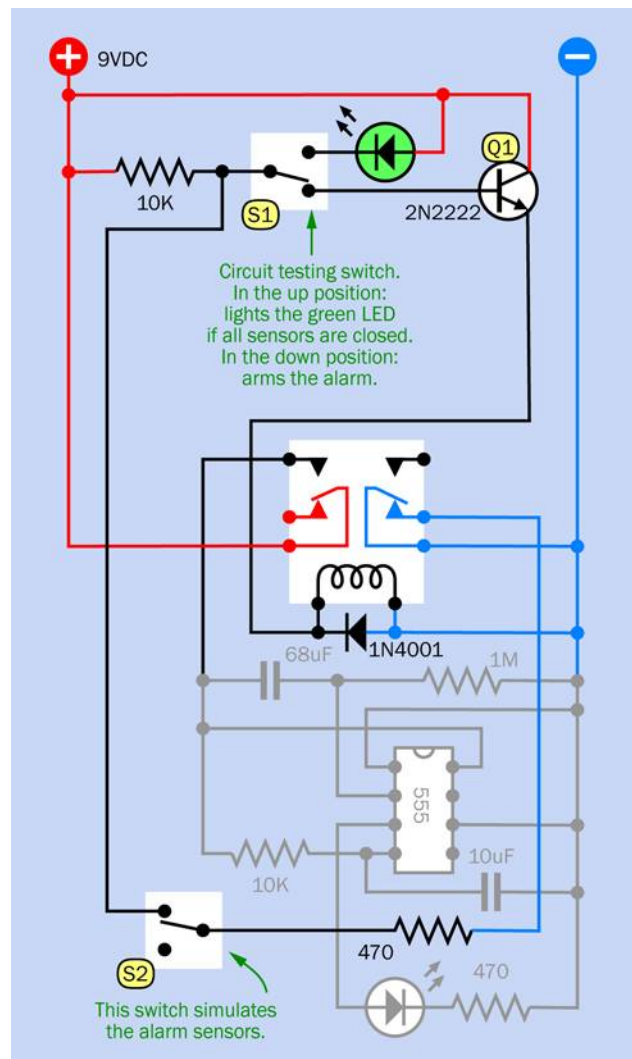 + 9VDC −
Q1
10K
S1
2N2222
Circuit testing switch.
In the up position:
lights the green LED
if all sensors are closed.
In the down position:
arms the alarm.
1N4001
68uF
1M
555
10uF
10K
S2
470
470
This switch simulates
the alarm sensors.